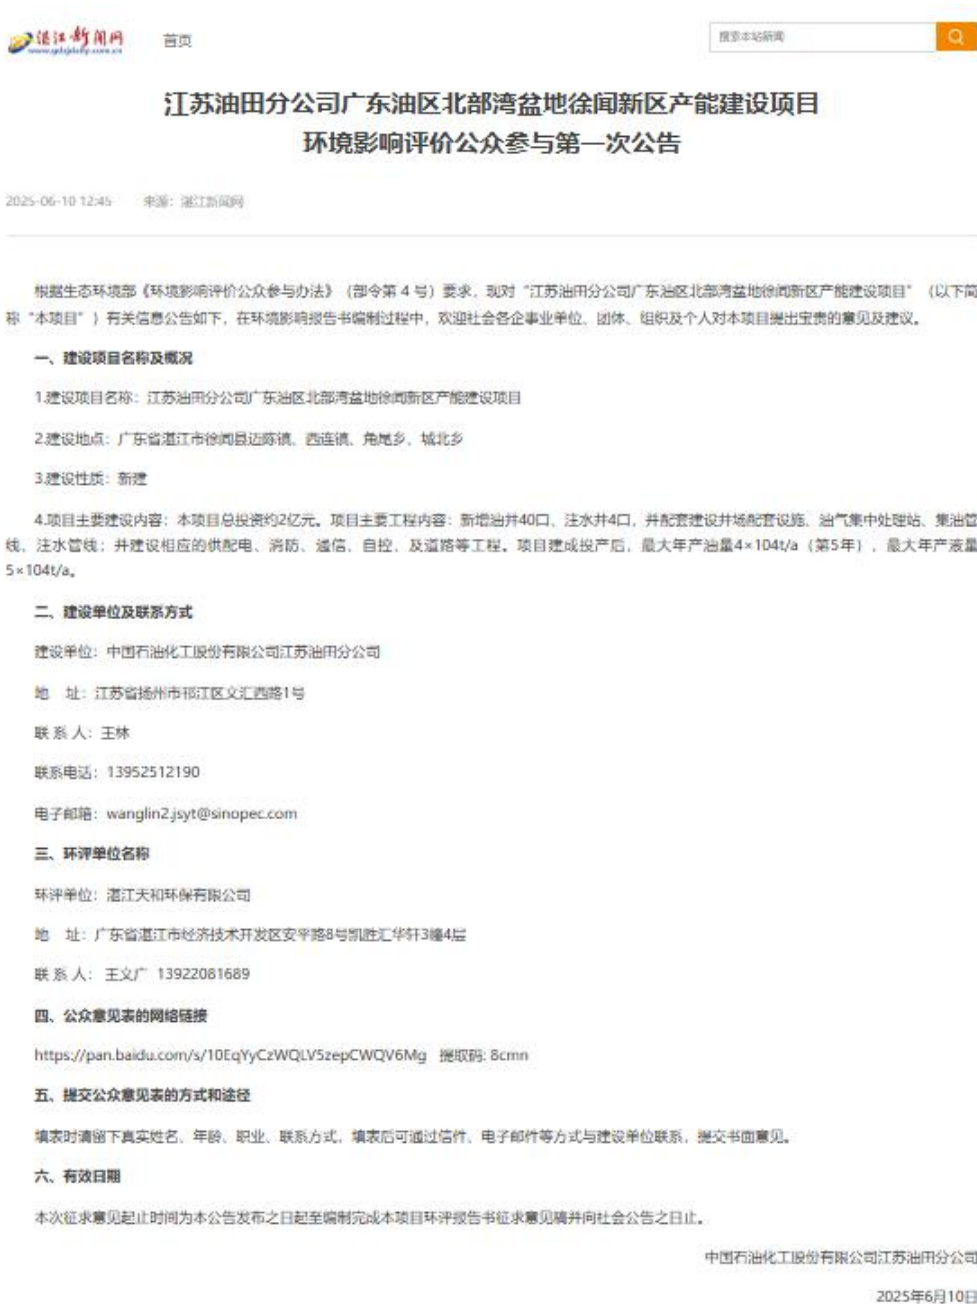 湛江新闻网
首页
搜索本站新闻
江苏油田分公司广东油区北部湾盆地徐闻新区产能建设项目
环境影响评价公众参与第一次公告
2025-06-10 12:45 来源：湛江新闻网
根据生态环境部《环境影响评价公众参与办法》（部令第 4 号）要求，现对“江苏油田分公司广东油区北部湾盆地徐闻新区产能建设项目”（以下简
称“本项目”）有关信息公告如下，在环境影响报告书编制过程中，欢迎社会各企事业单位、团体、组织及个人对本项目提出宝贵的意见及建议。
一、建设项目名称及概况
1.建设项目名称：江苏油田分公司广东油区北部湾盆地徐闻新区产能建设项目
2.建设地点：广东省湛江市徐闻县迈陈镇、西连镇、角尾乡、城北乡
3.建设性质：新建
4.项目主要建设内容：本项目总投资约2亿元。项目主要工程内容：新增油井40口、注水井4口，并配套建设井场配套设施、油气集中处理站、集油管
线、注水管线；并建设相应的供配电、消防、通信、自控、及道路等工程。项目建成投产后，最大年产油量4×104t/a（第5年），最大年产液量
5×104t/a。
二、建设单位及联系方式
建设单位：中国石油化工股份有限公司江苏油田分公司
地 址：江苏省扬州市邗江区文汇西路1号
联 系 人：王林
联系电话：13952512190
电子邮箱：wanglin2.jsyt@sinopec.com
三、环评单位名称
环评单位：湛江天和环保有限公司
地 址：广东省湛江市经济技术开发区安平路8号凯胜汇华轩3幢4层
联 系 人： 王文广 13922081689
四、公众意见表的网络链接
https://pan.baidu.com/s/10EqYyCzWQLV5zepCWQV6Mg 提取码: 8cmn
五、提交公众意见表的方式和途径
填表时请留下真实姓名、年龄、职业、联系方式，填表后可通过信件、电子邮件等方式与建设单位联系，提交书面意见。
六、有效日期
本次征求意见起止时间为本公告发布之日起至编制完成本项目环评报告书征求意见稿并向社会公告之日止。
中国石油化工股份有限公司江苏油田分公司
2025年6月10日